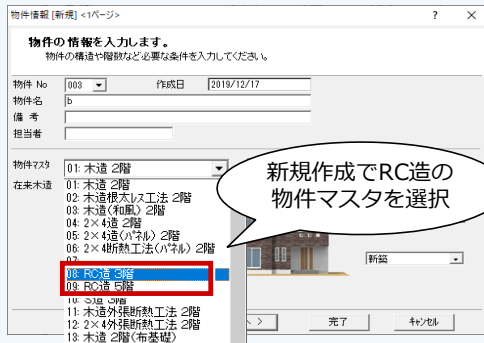 物件情報 [新規] <1ページ>
? ×
物件の情報を入力します。
物件の構造や階数など必要な条件を入力してください。
物件 No 003 作成日 2019/12/17
物件名 b
備 考
担当者
物件マスタ 01: 木造 2階
在来木造 01: 木造 2階
02: 木造根太レス工法 2階
03: 木造(和風) 2階
04: 2×4造 2階
05: 2×4造(パネル) 2階
06: 2×4断熱工法(パネル) 2階
07:
08: RC造 3階
09: RC造 5階
10: S造 3階
11: 木造外張断熱工法 2階
12: 2×4外張断熱工法 2階
13: 木造 2階(布基礎)
新規作成でRC造の
物件マスタを選択
新築
>
完了
キャンセル